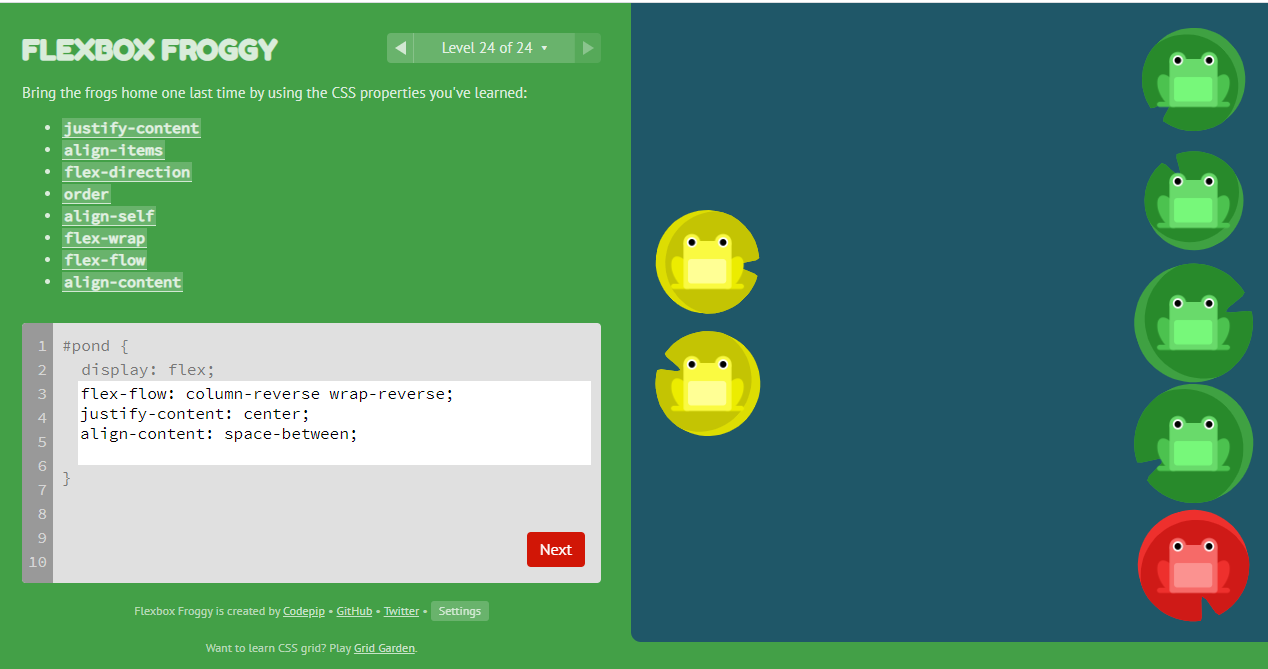 FLEXBOX FROGGY
Level 24 of 24
Bring the frogs home one last time by using the CSS properties you've learned:
justify-content
align-items
flex-direction
order
align-self
flex-wrap
flex-flow
align-content
1 #pond {
2 display: flex;
3 flex-flow: column-reverse wrap-reverse;
4 justify-content: center;
5 align-content: space-between;
6
7 }
8
9
10
Next
Flexbox Froggy is created by Codepip • GitHub • Twitter • Settings
Want to learn CSS grid? Play Grid Garden.